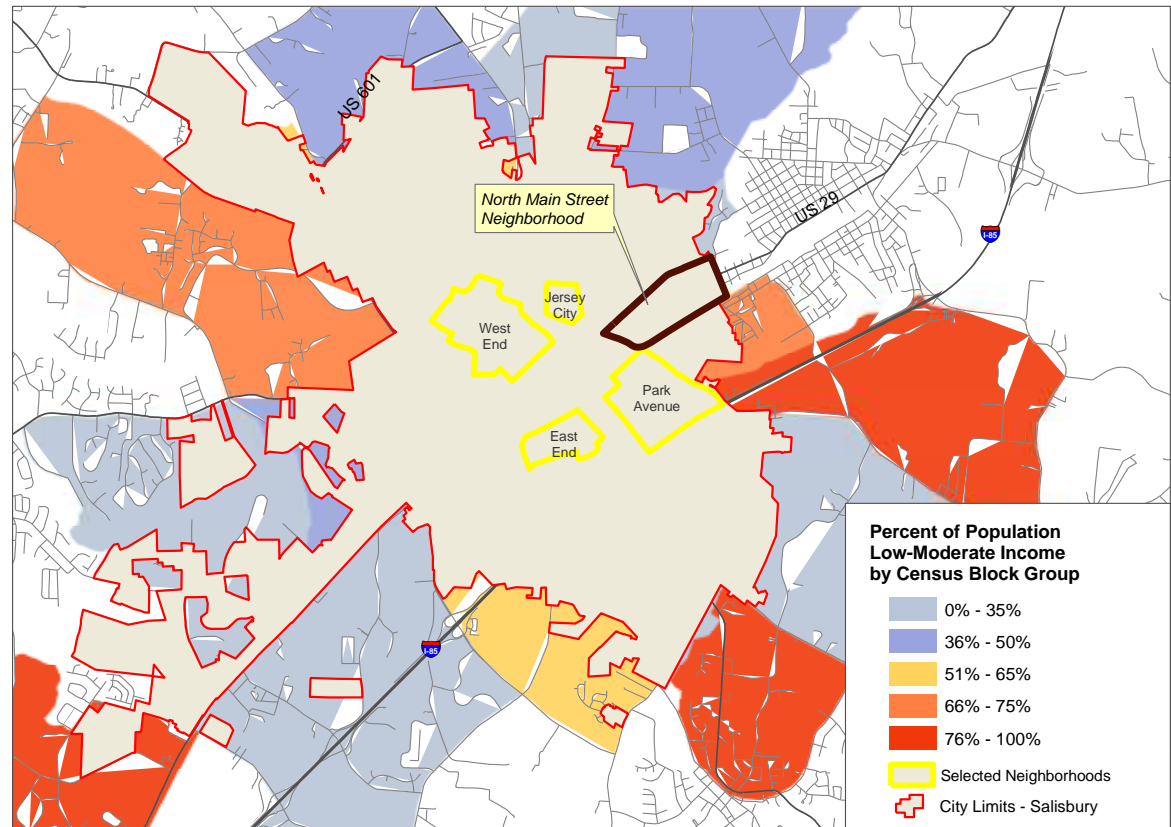 US 601
North Main Street
Neighborhood
US 29
I-85
Jersey
City
West
End
Park
Avenue
East
End
I-85
Percent of Population
Low-Moderate Income
by Census Block Group
0% - 35%
36% - 50%
51% - 65%
66% - 75%
76% - 100%
Selected Neighborhoods
City Limits - Salisbury